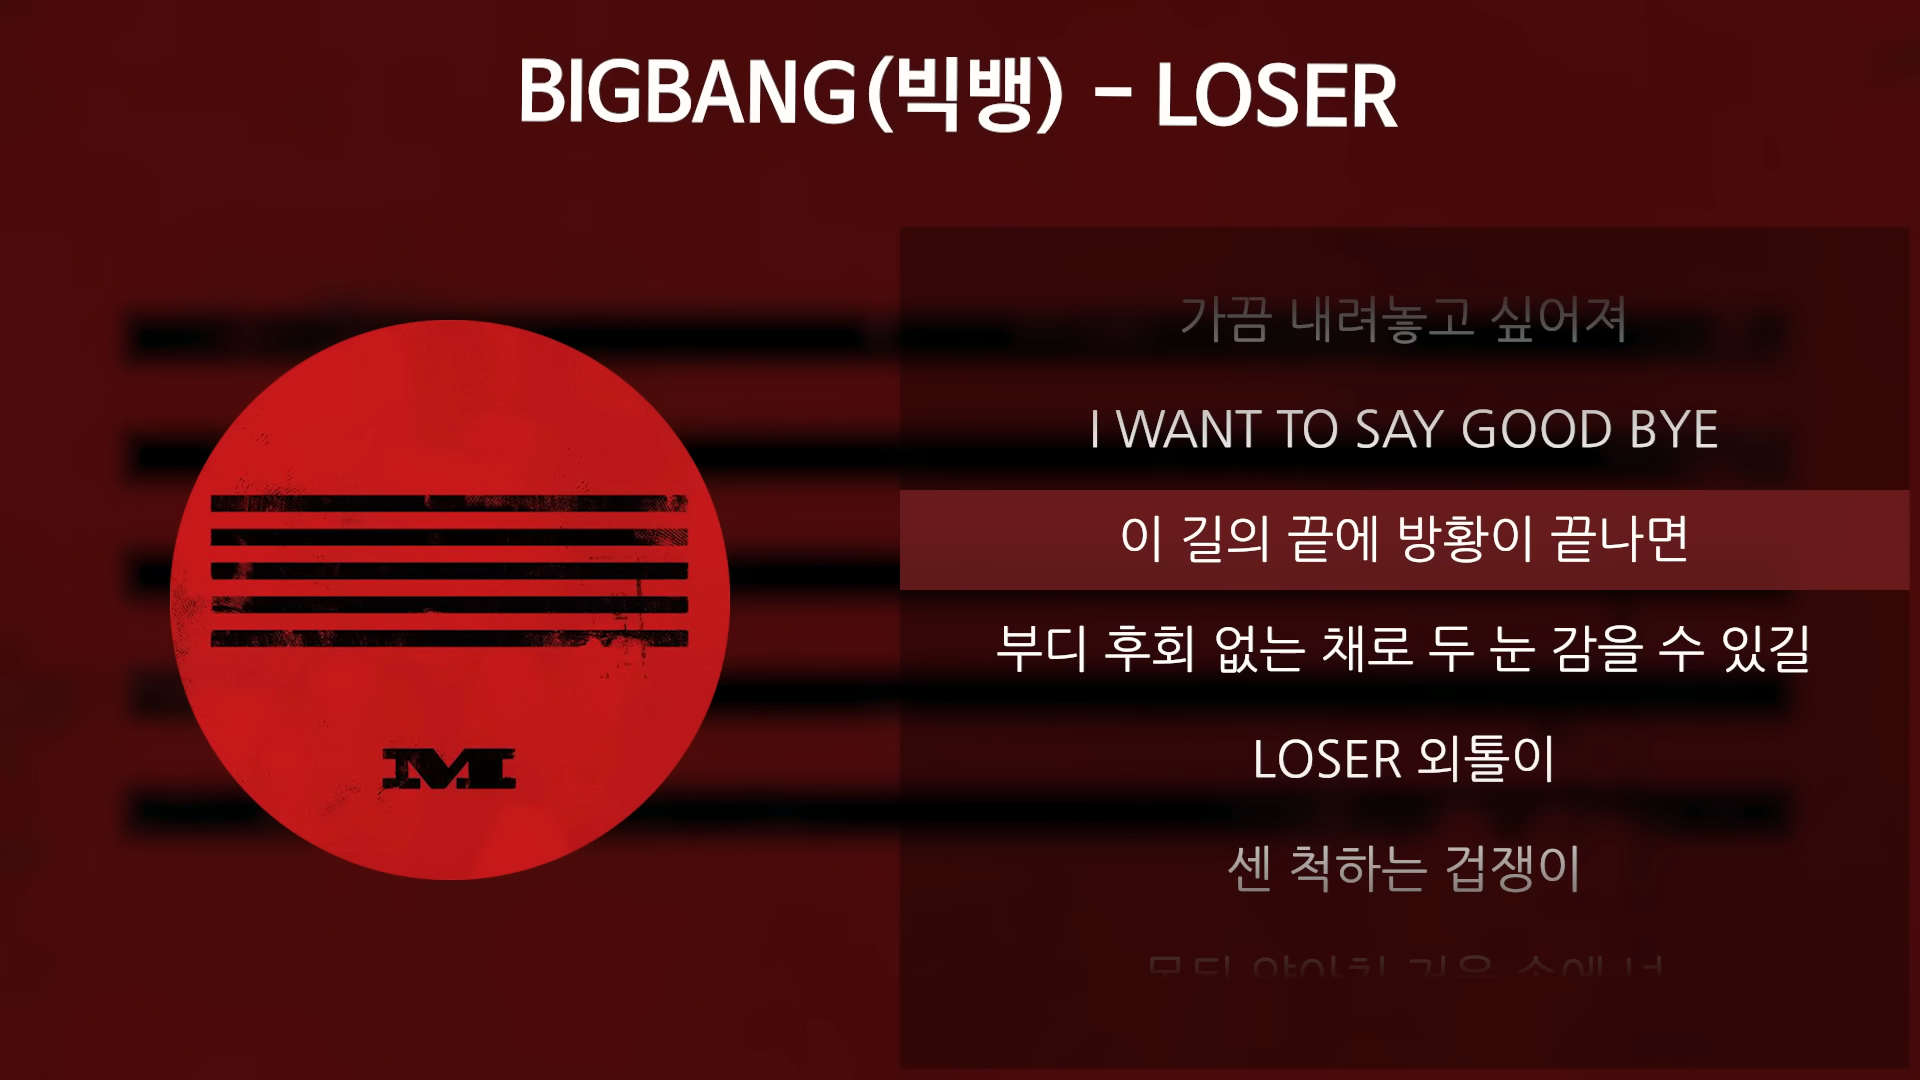 BIGBANG(빅뱅) - LOSER
가끔 내려놓고 싶어져
I WANT TO SAY GOOD BYE
이 길의 끝에 방황이 끝나면
부디 후회 없는 채로 두 눈 감을 수 있길
LOSER 외톨이
센 척하는 겁쟁이
M